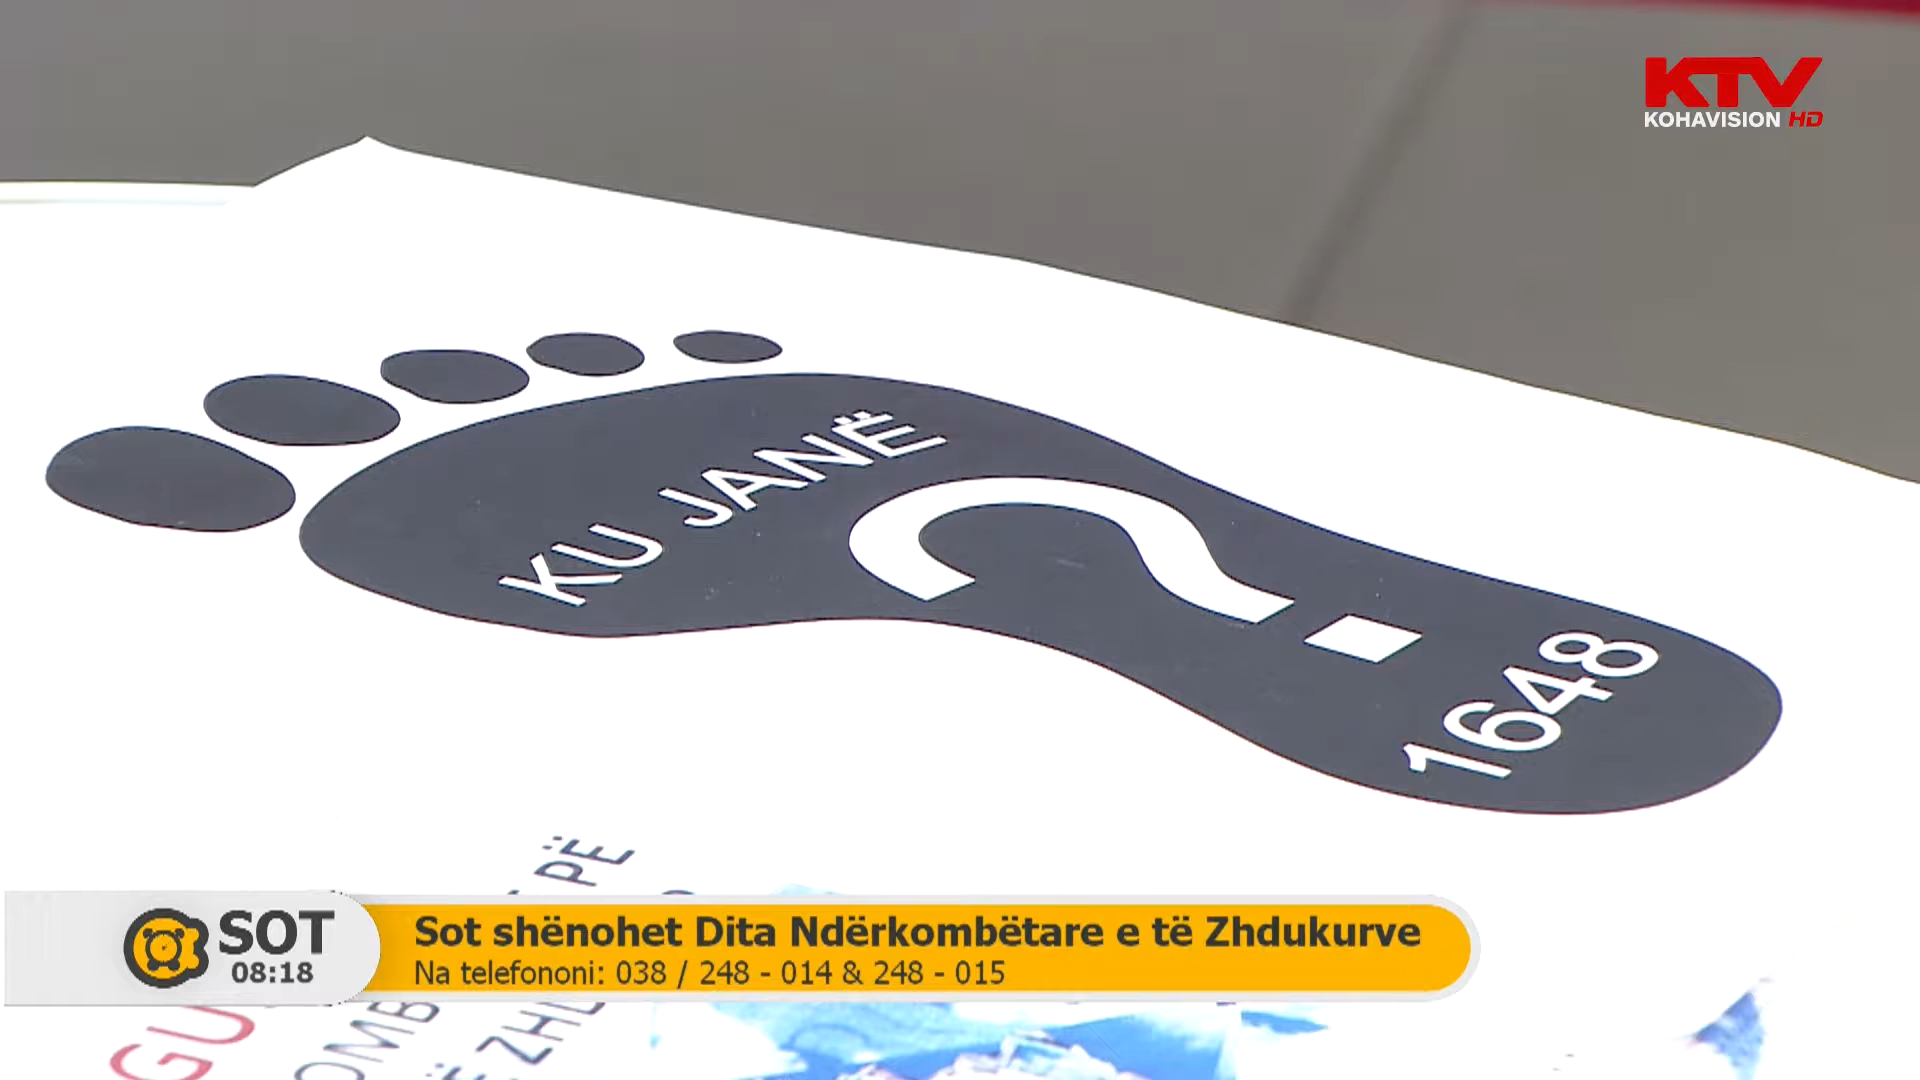 KTV
KOHAVISION HD
KU JANË
?
1648
PË
SOT
08:18
Sot shënohet Dita Ndërkombëtare e të Zhdukurve
Na telefononi: 038 / 248 - 014 & 248 - 015